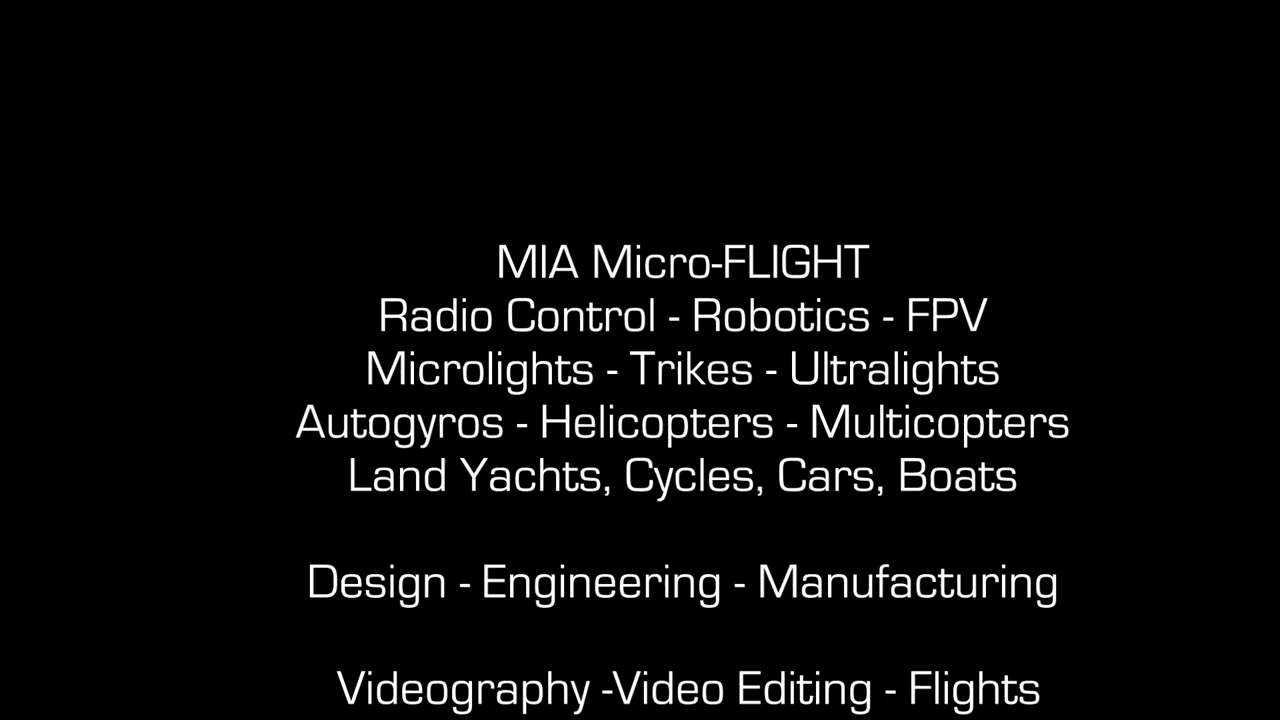 MIA Micro-FLIGHT
Radio Control - Robotics - FPV
Microlights - Trikes - Ultralights
Autogyros - Helicopters - Multicopters
Land Yachts, Cycles, Cars, Boats
Design - Engineering - Manufacturing
Videography -Video Editing - Flights